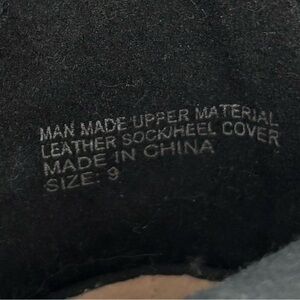 MAN MADE UPPER MATERIAL
LEATHER SOCK/HEEL COVER
MADE IN CHINA
SIZE: 9